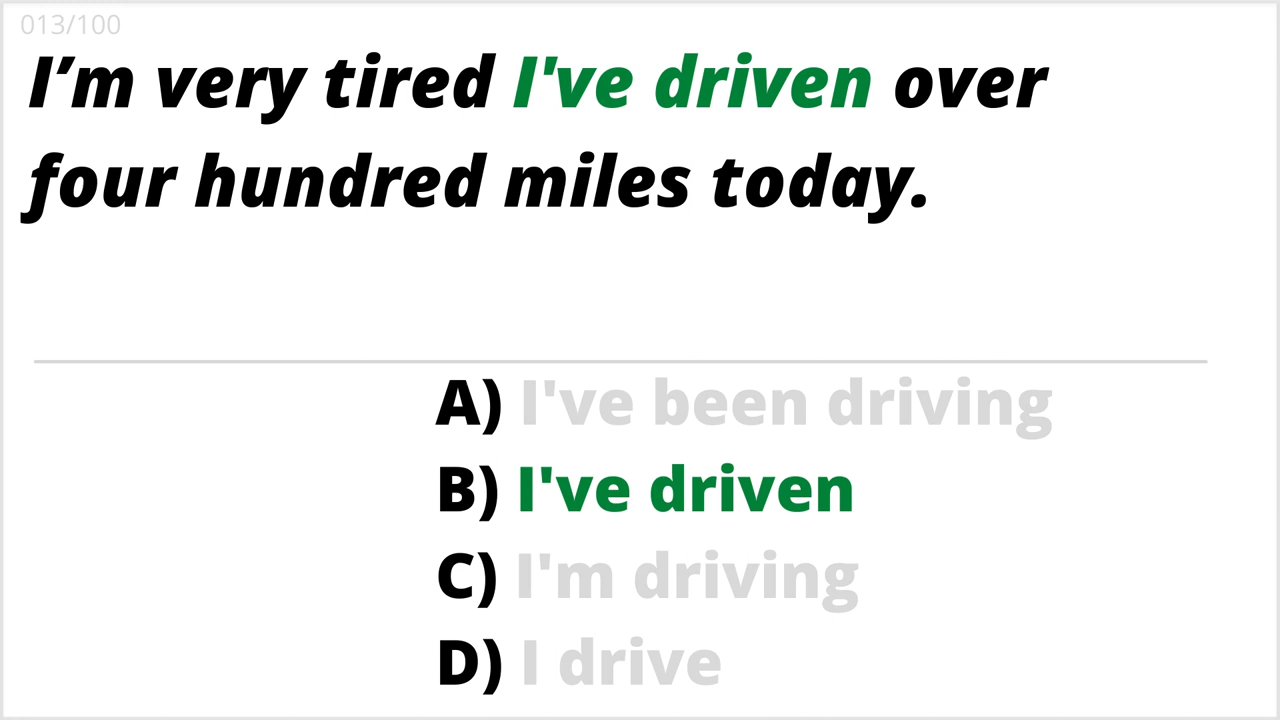 013/100
I’m very tired I've driven over
four hundred miles today.
A) I've been driving
B) I've driven
C) I'm driving
D) I drive